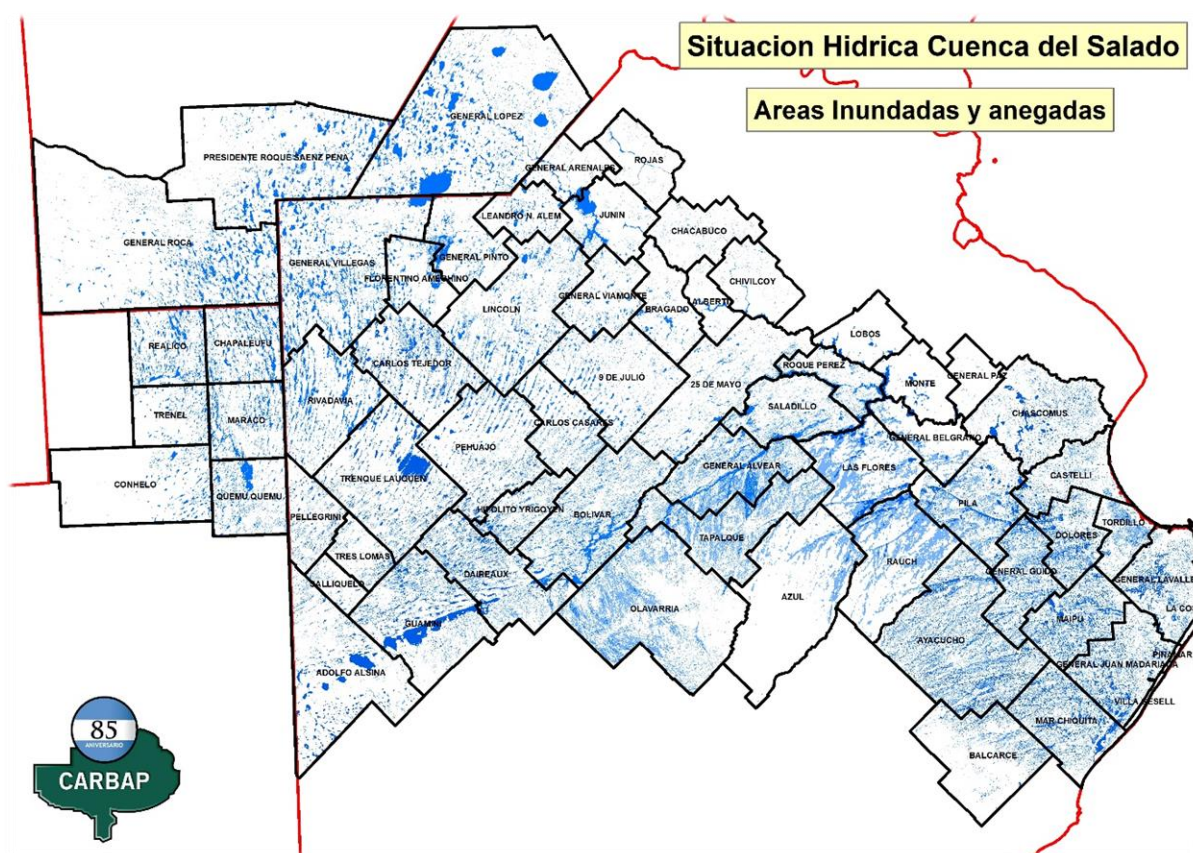 Situacion Hidrica Cuenca del Salado
Areas Inundadas y anegadas
GENERAL LOPEZ
PRESIDENTE ROQUE SAENZ PEÑA
GENERAL ARENALES
ROJAS
LEANDRO N. ALEM
JUNIN
CHACABUCO
GENERAL ROCA
GENERAL VILLEGAS
GENERAL PINTO
FLORENTINO AMEGHINO
CHIVILCOY
LINCOLN
GENERAL VIAMONTE
BRAGADO
ALBERTI
LOBOS
REALICO
CHAPALEUFU
CARLOS TEJEDOR
ROQUE PEREZ
9 DE JULIO
25 DE MAYO
MONTE
GENERAL PAZ
RIVADAVIA
SALADILLO
CHASCOMUS
TRENEL
MARACO
CARLOS CASARES
GENERAL BELGRANO
PEHUAJO
GENERAL ALVEAR
LAS FLORES
CASTELLI
TRENQUE LAUQUEN
CONHELO
QUEMU QUEMU
PELLEGRINI
HIPOLITO YRIGOYEN
BOLIVAR
PILA
TORDILLO
DOLORES
TAPALQUE
TRES LOMAS
SALLIQUELO
DAIREAUX
RAUCH
GENERAL GUIDO
GENERAL LAVALLE
AZUL
OLAVARRIA
LA CO
GUAMINI
MAIPU
AYACUCHO
PINAMAR
GENERAL JUAN MADARIAGA
ADOLFO ALSINA
VILLA GESELL
MAR CHIQUITA
BALCARCE
85
ANIVERSARIO
CARBAP